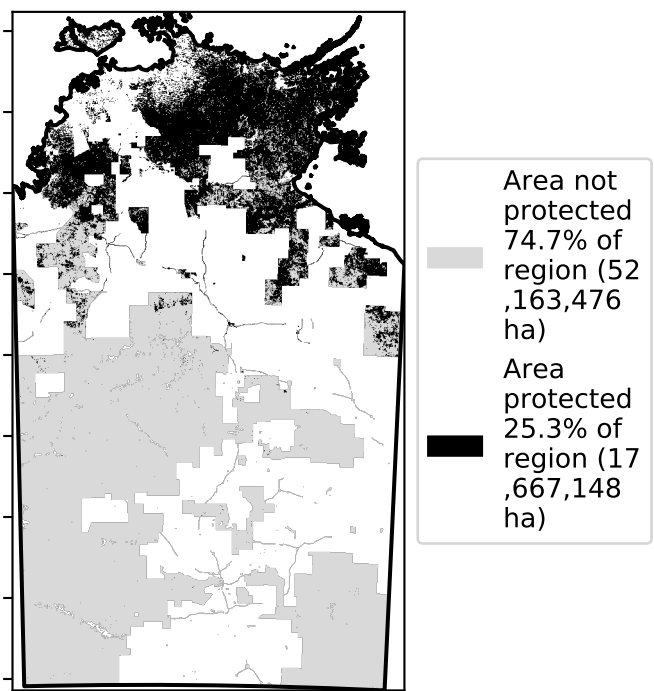 Area not
protected
74.7% of
region (52
,163,476
ha)
Area
protected
25.3% of
region (17
,667,148
ha)